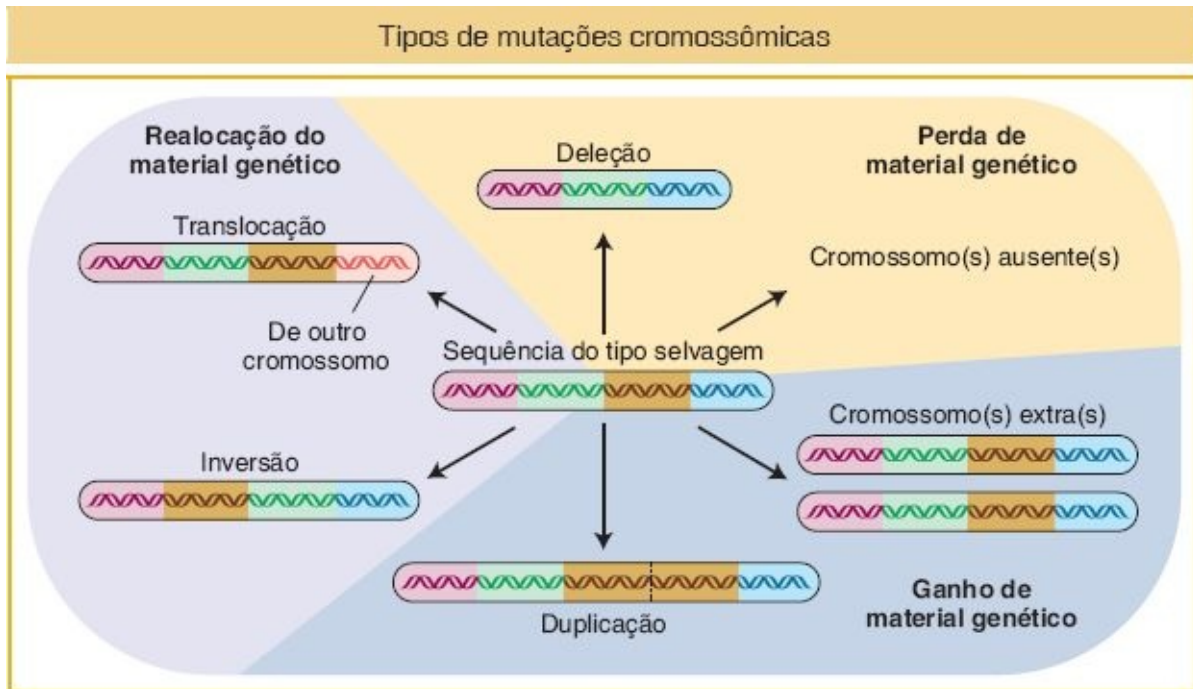 Tipos de mutações cromossômicas
Realocação do
material genético
Translocação
De outro
cromossomo
Deleção
Perda de
material genético
Cromossomo(s) ausente(s)
Sequência do tipo selvagem
Inversão
Duplicação
Cromossomo(s) extra(s)
Ganho de
material genético